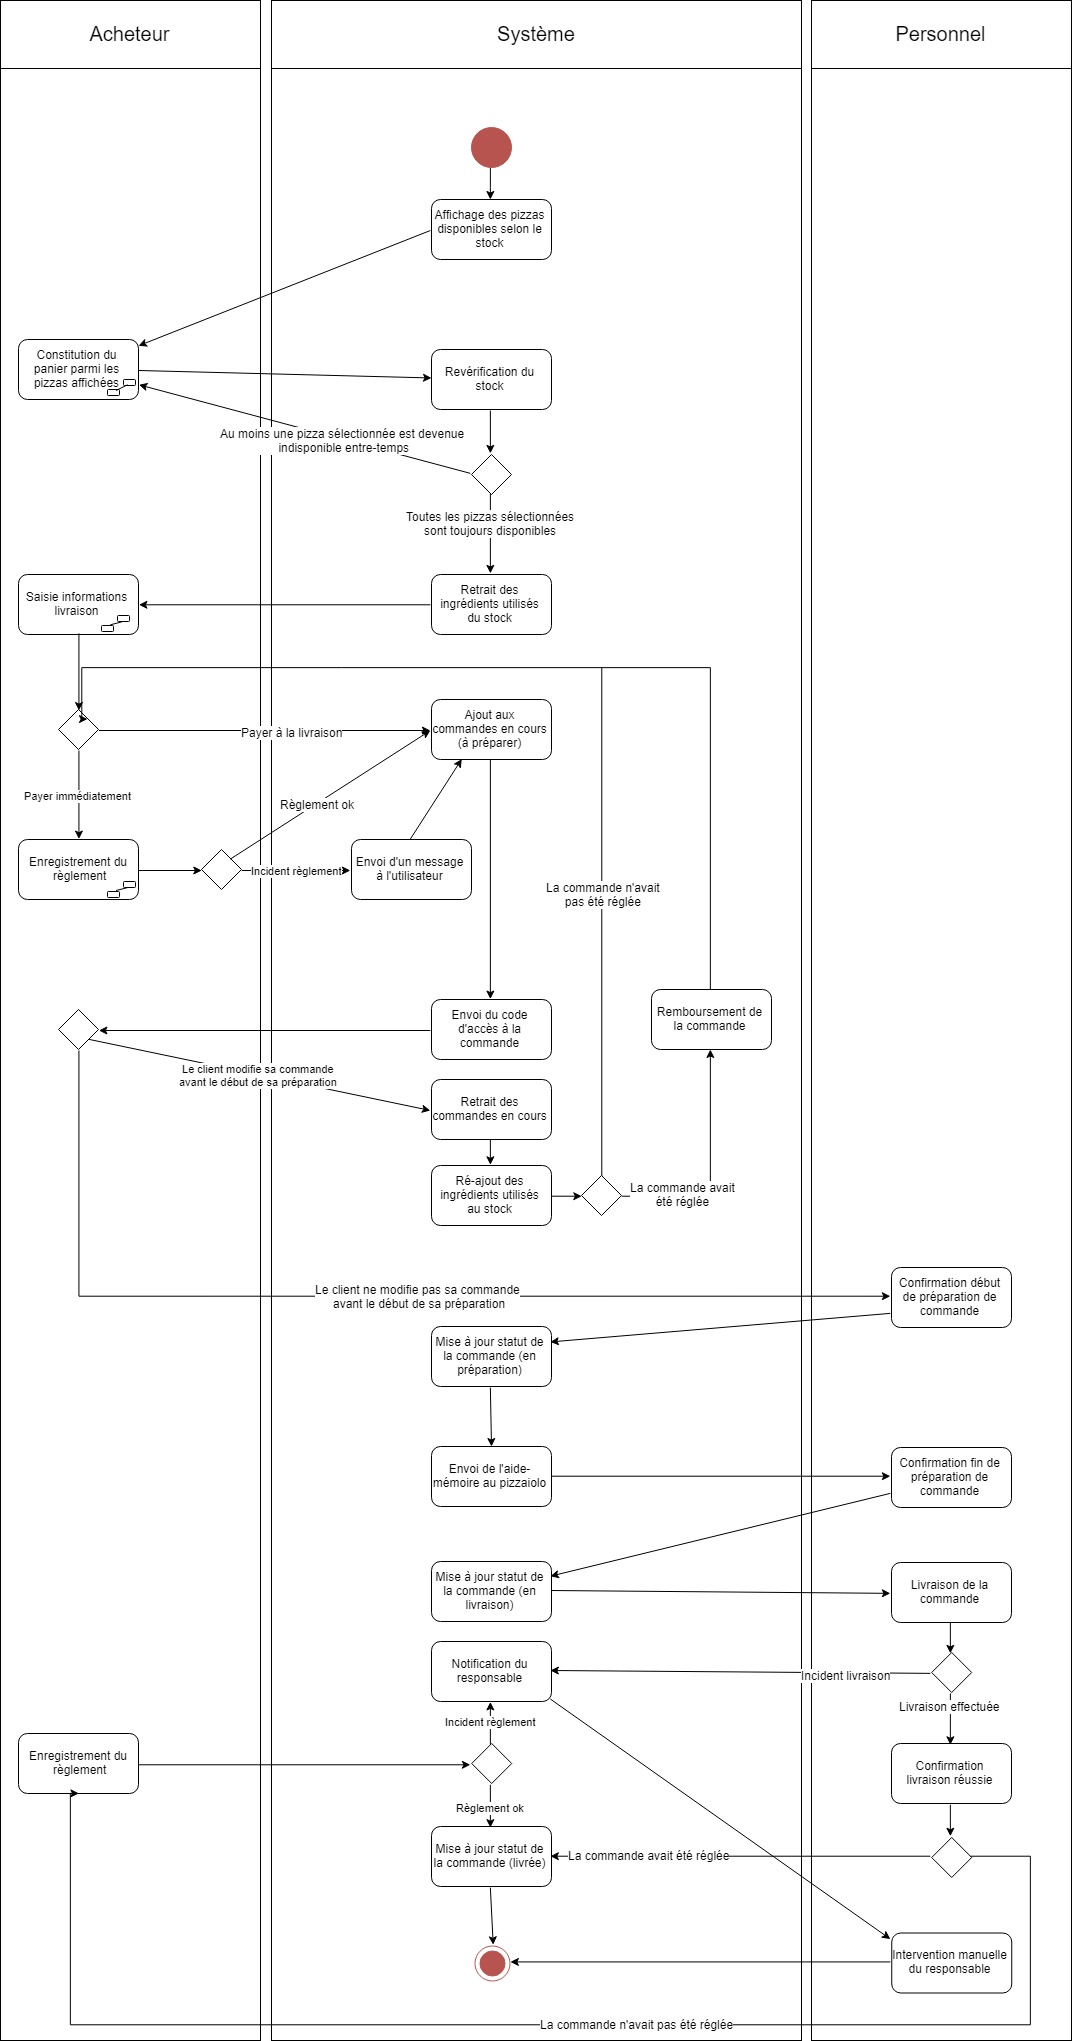 Acheteur
Système
Personnel
Affichage des pizzas
disponibles selon le
stock
Constitution du
panier parmi les
pizzas affichées
Revérification du
stock
Au moins une pizza sélectionnée est devenue
indisponible entre-temps
Toutes les pizzas sélectionnées
sont toujours disponibles
Saisie informations
livraison
Retrait des
ingrédients utilisés
du stock
Ajout aux
commandes en cours
(à préparer)
Payer à la livraison
Payer immédiatement
Règlement ok
Enregistrement du
règlement
Incident règlement
Envoi d'un message
à l'utilisateur
La commande n'avait
pas été réglée
Envoi du code
d'accès à la
commande
Remboursement de
la commande
Le client modifie sa commande
avant le début de sa préparation
Retrait des
commandes en cours
Ré-ajout des
ingrédients utilisés
au stock
La commande avait
été réglée
Le client ne modifie pas sa commande
avant le début de sa préparation
Confirmation début
de préparation de
commande
Mise à jour statut de
la commande (en
préparation)
Envoi de l'aide-
mémoire au pizzaiolo
Confirmation fin de
préparation de
commande
Mise à jour statut de
la commande (en
livraison)
Livraison de la
commande
Notification du
responsable
Incident livraison
Livraison effectuée
Incident règlement
Enregistrement du
règlement
Confirmation
livraison réussie
Règlement ok
Mise à jour statut de
la commande (livrée)
La commande avait été réglée
Intervention manuelle
du responsable
La commande n'avait pas été réglée